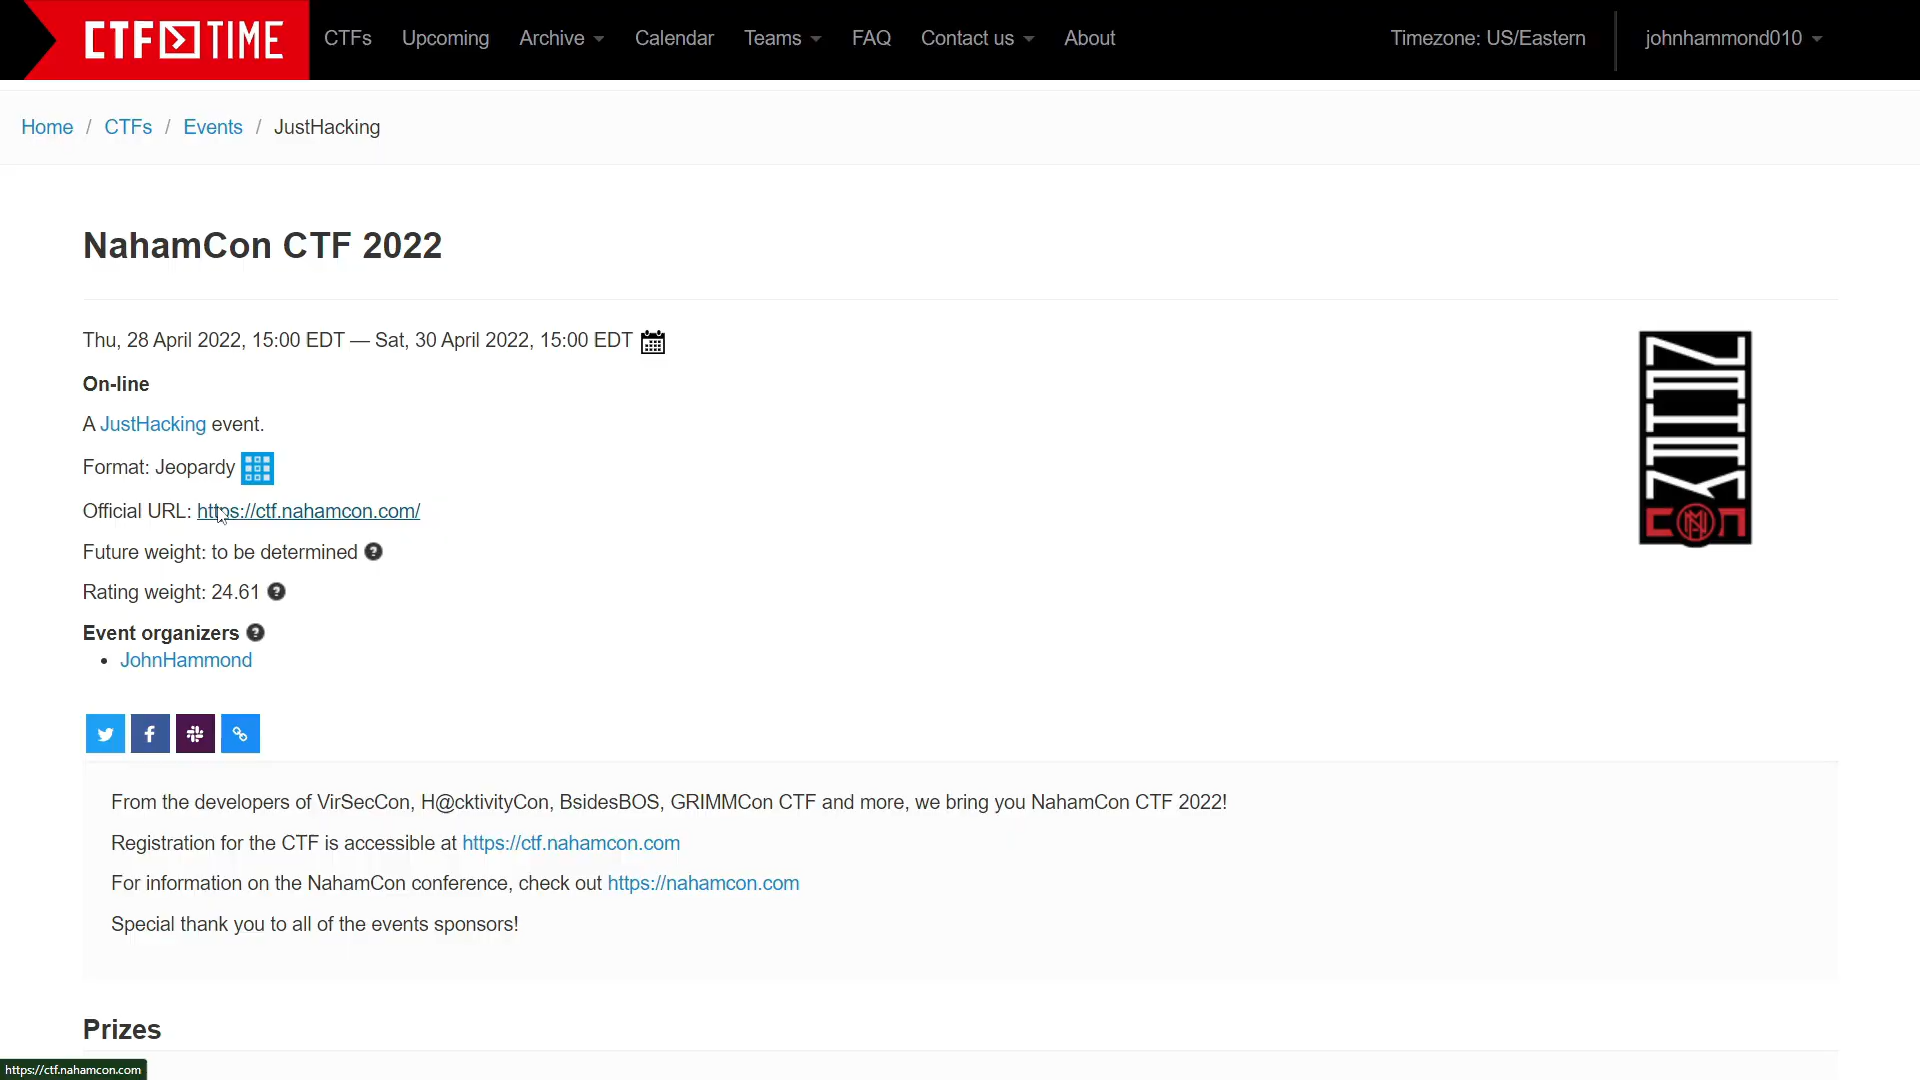 CTF TIME CTFs Upcoming Archive Calendar Teams FAQ Contact us About Timezone: US/Eastern johnhammond010
Home / CTFs / Events / JustHacking
NahamCon CTF 2022
Thu, 28 April 2022, 15:00 EDT — Sat, 30 April 2022, 15:00 EDT
On-line
A JustHacking event.
Format: Jeopardy
Official URL: https://ctf.nahamcon.com/
Future weight: to be determined ?
Rating weight: 24.61 ?
Event organizers ?
• JohnHammond
From the developers of VirSecCon, H@cktivityCon, BsidesBOS, GRIMMCon CTF and more, we bring you NahamCon CTF 2022!
Registration for the CTF is accessible at https://ctf.nahamcon.com
For information on the NahamCon conference, check out https://nahamcon.com
Special thank you to all of the events sponsors!
Prizes
https://ctf.nahamcon.com